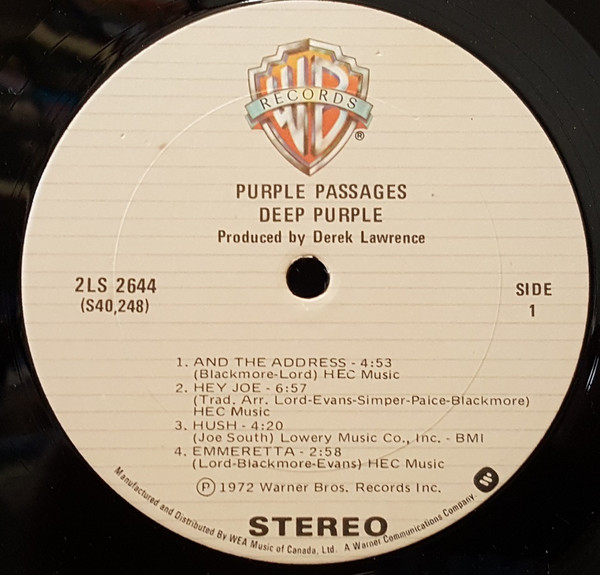 WB
RECORDS
®
PURPLE PASSAGES
DEEP PURPLE
Produced by Derek Lawrence
2LS 2644
(S40,248)
SIDE
1
1. AND THE ADDRESS - 4:53
(Blackmore-Lord) HEC Music
2. HEY JOE - 6:57
(Trad. Arr. Lord-Evans-Simper-Paice-Blackmore)
HEC Music
3. HUSH - 4:20
(Joe South) Lowery Music Co., Inc. - BMI
4. EMMERETTA - 2:58
(Lord-Blackmore-Evans) HEC Music
Ⓟ 1972 Warner Bros. Records Inc.
STEREO
Manufactured and Distributed By WEA Music of Canada, Ltd. A Warner Communications Company.